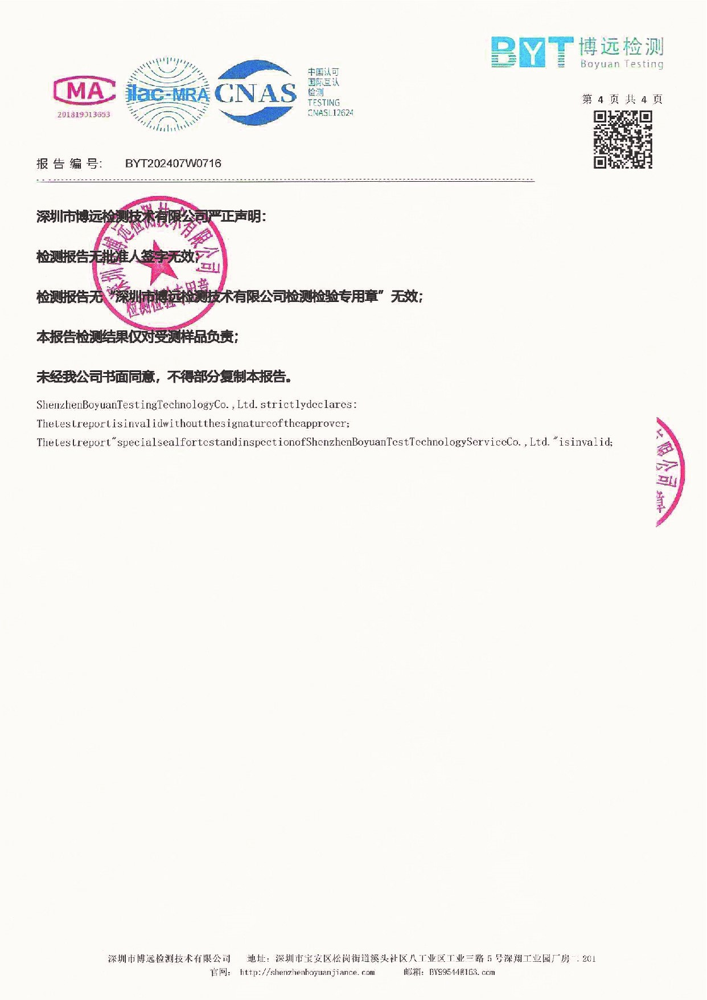 BYT 博远检测
Boyuan Testing
MA
201819013653
ilac-MRA
CNAS
中国认可
国际互认
检测
TESTING
CNASL12624
第 4 页 共 4 页
报 告 编 号: BYT202407W0716
深圳市博远检测技术有限公司严正声明:
检测报告无批准人签字无效;
检测报告无“深圳市博远检测技术有限公司检测检验专用章”无效;
本报告检测结果仅对受测样品负责;
未经我公司书面同意，不得部分复制本报告。
深圳市博远检测技术有限公司
检测检验专用章
ShenzhenBoyuanTestingTechnologyCo.,Ltd.strictlydeclares:
Thetestreportisinvalidwithoutthesignatureoftheapprover;
Thetestreport"specialsealfortestandinspectionofShenzhenBoyuanTestTechnologyServiceCo.,Ltd."isinvalid;
限公司
章
深圳市博远检测技术有限公司 地址: 深圳市宝安区松岗街道溪头社区八工业区工业三路 5 号深翔工业园厂房 201
官网: http://shenzhenboyuanjiance.com 邮箱: BY99544@163.com